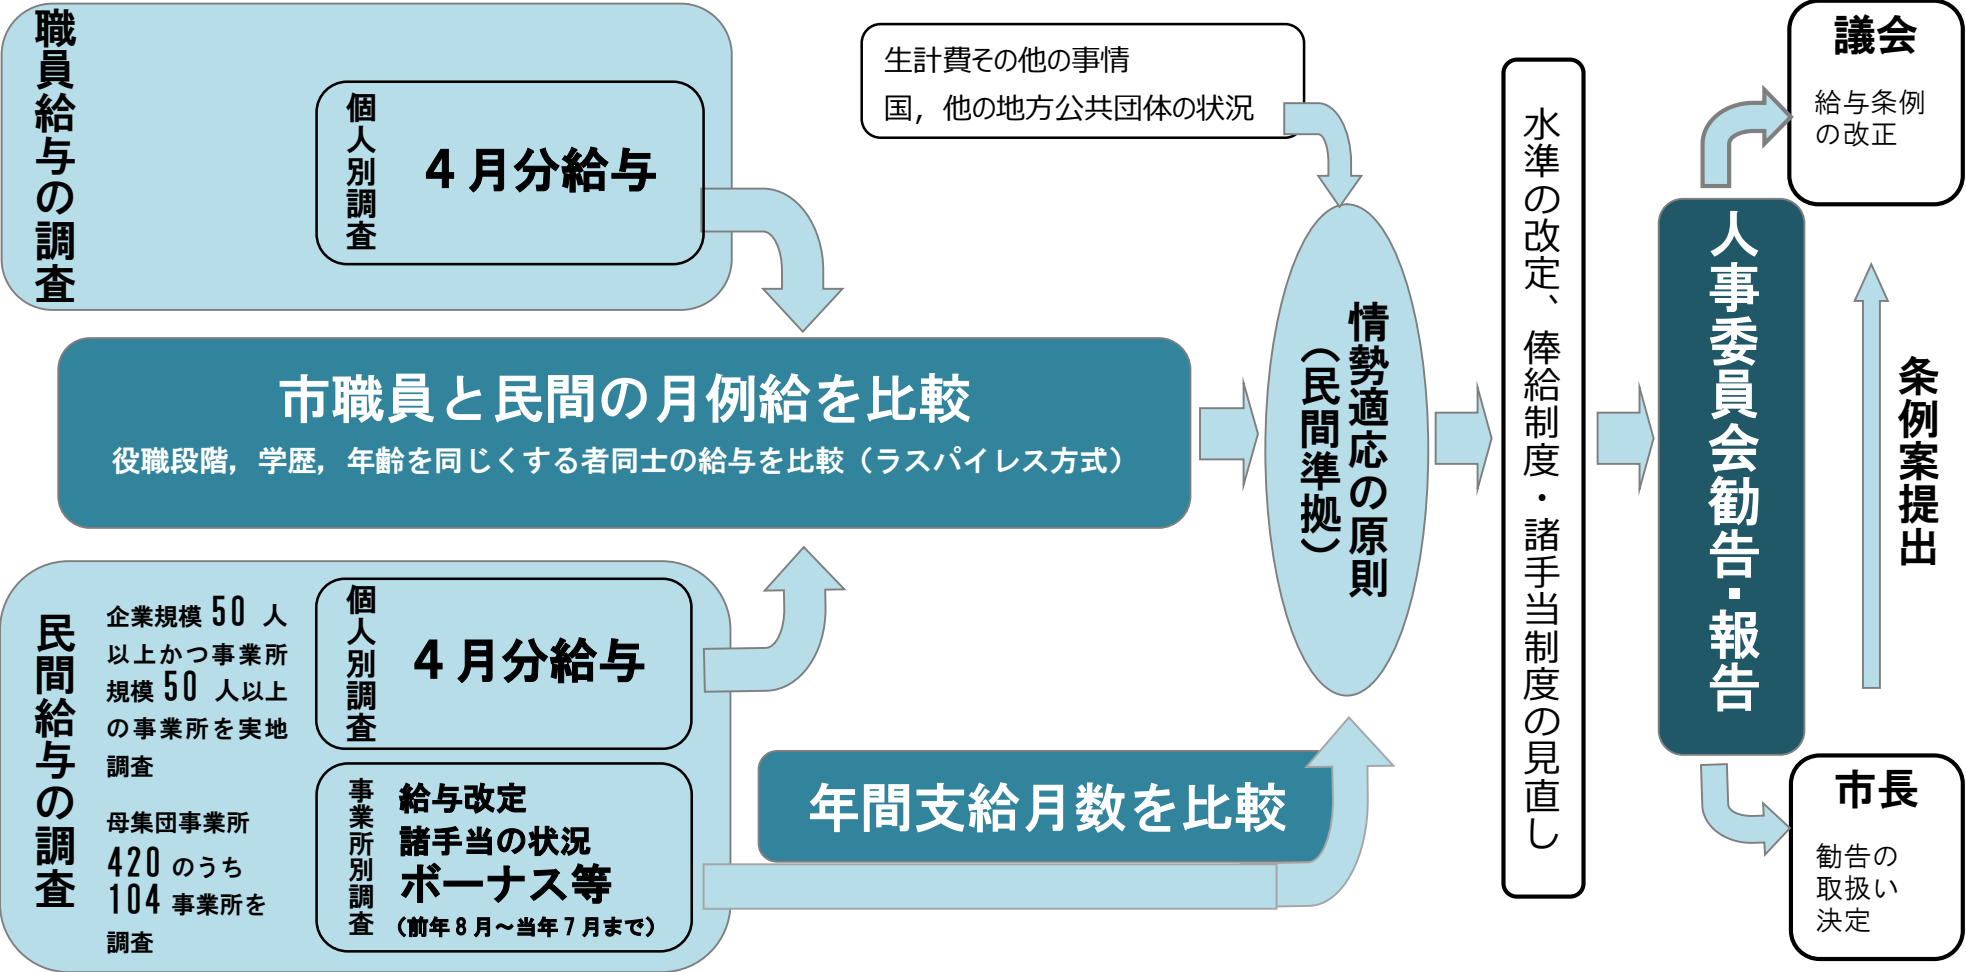 職員給与の調査
個人別調査
4月分給与
生計費その他の事情
国，他の地方公共団体の状況
市職員と民間の月例給を比較
役職段階，学歴，年齢を同じくする者同士の給与を比較（ラスパイレス方式）
民間給与の調査
企業規模50 人
以上かつ事業所
規模50 人以上
の事業所を実地
調査
母集団事業所
420のうち
104事業所を
調査
個人別調査
4月分給与
事業所別調査
給与改定
諸手当の状況
ボーナス等
（前年8月～当年7月まで）
年間支給月数を比較
情勢適応の原則
（民間準拠）
水準の改定、俸給制度・諸手当制度の見直し
人事委員会勧告・報告
議会
給与条例
の改正
条例案提出
市長
勧告の
取扱い
決定